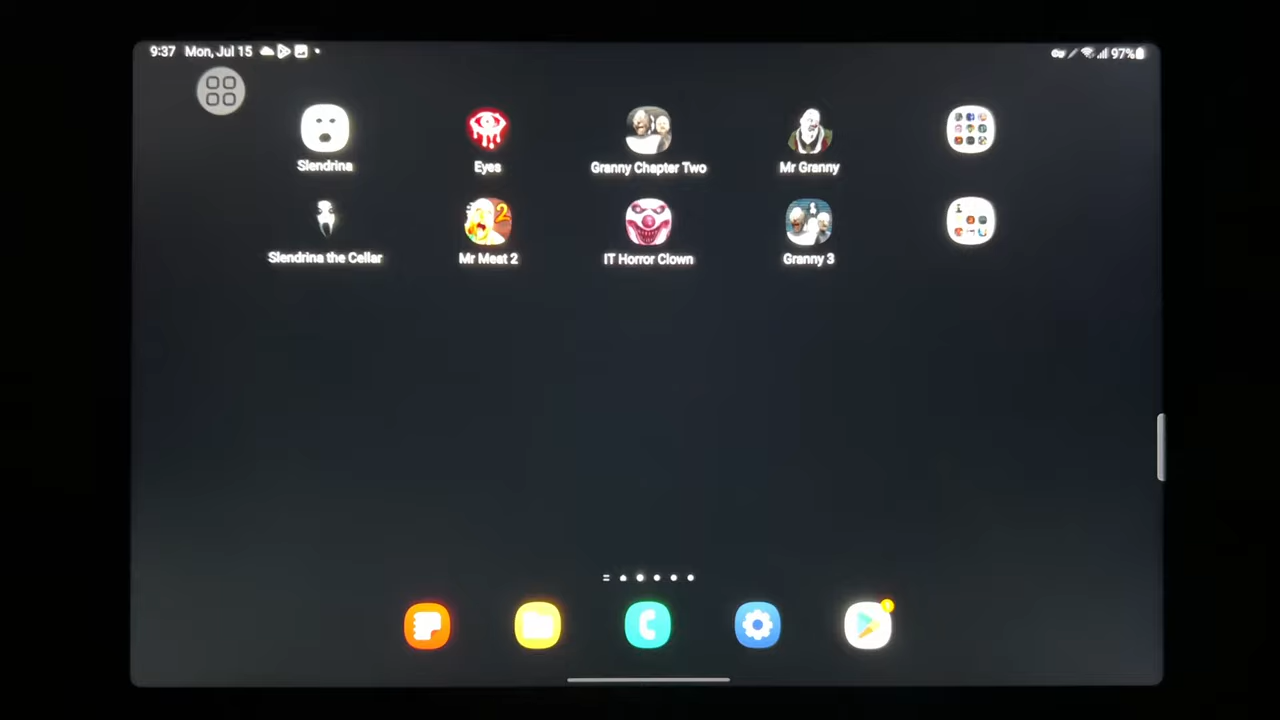 9:37 Mon, Jul 15
97%
Slendrina
Eyes
Granny Chapter Two
Mr Granny
2
Slendrina the Cellar
Mr Meat 2
IT Horror Clown
Granny 3